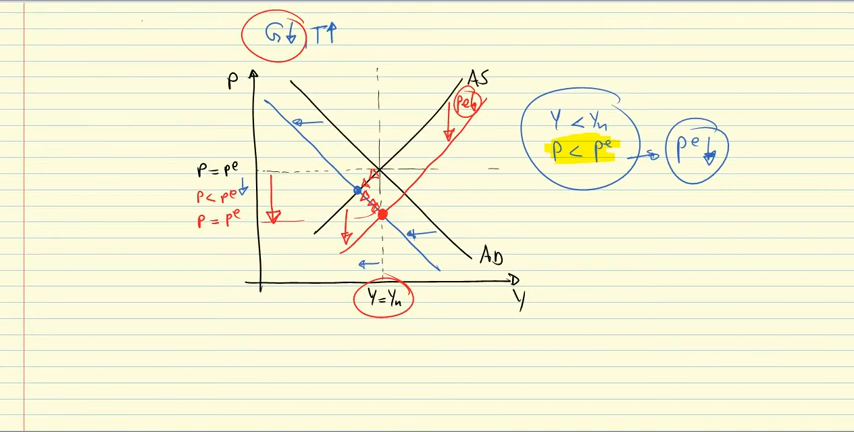 G↓ T↑
P
AS
pe↓
Y < Yn
P < Pe → Pe↓
P = Pe
P < Pe↓
P = Pe
AD
Y = Yn
Y